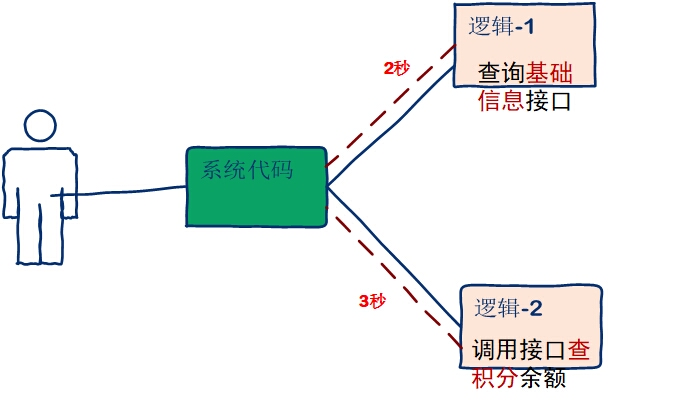 逻辑-1
查询基础
信息接口
2秒
系统代码
3秒
逻辑-2
调用接口查
积分余额